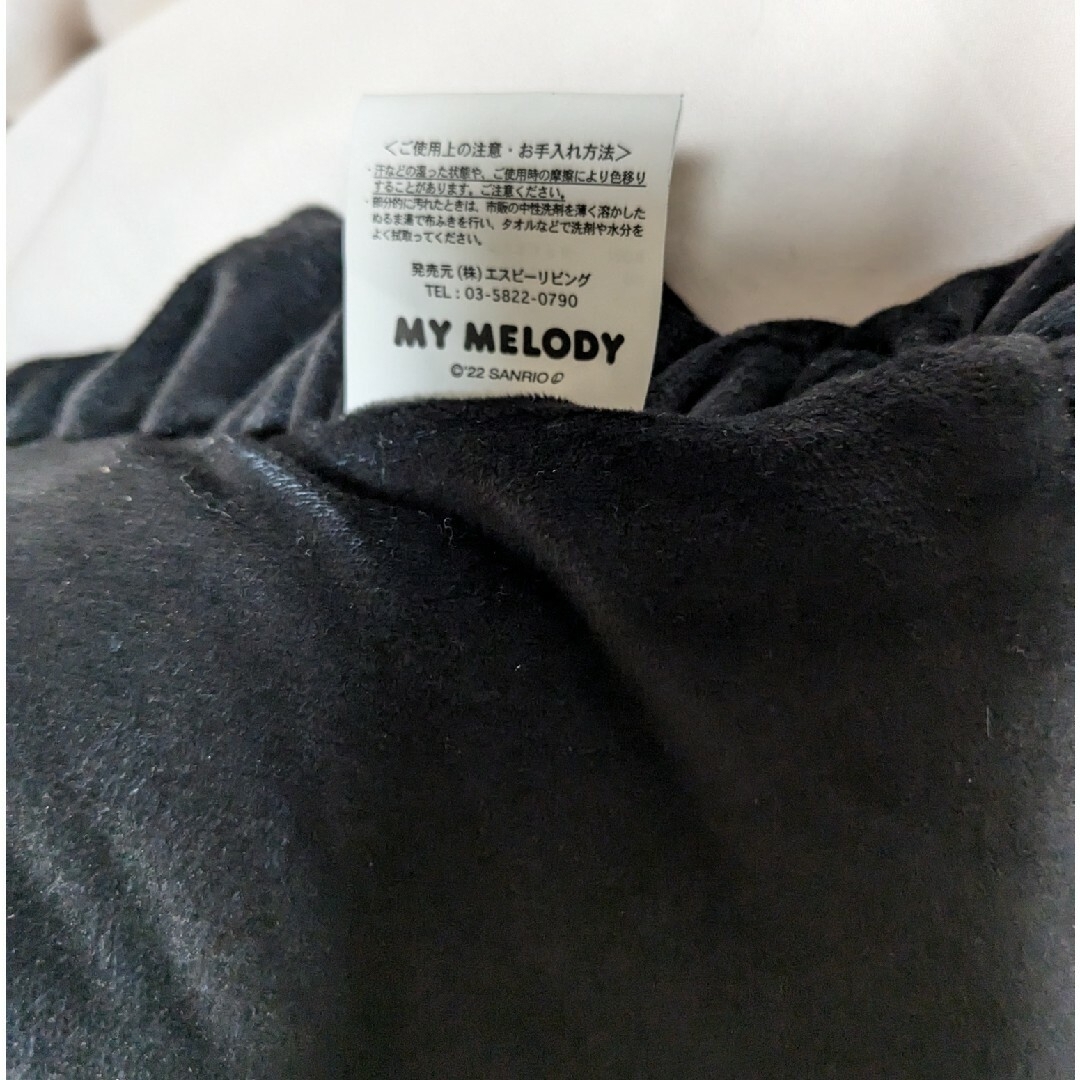 ＜ご使用上の注意・お手入れ方法＞
・汗などの湿った状態や、ご使用時の摩擦により色移り
することがあります。ご注意ください。
・部分的に汚れたときは、市販の中性洗剤を薄く溶かした
ぬるま湯で布ふきを行い、タオルなどで洗剤や水分を
よく拭取ってください。
発売元 (株)エスピーリビング
TEL : 03-5822-0790
MY MELODY
©'22 SANRIO